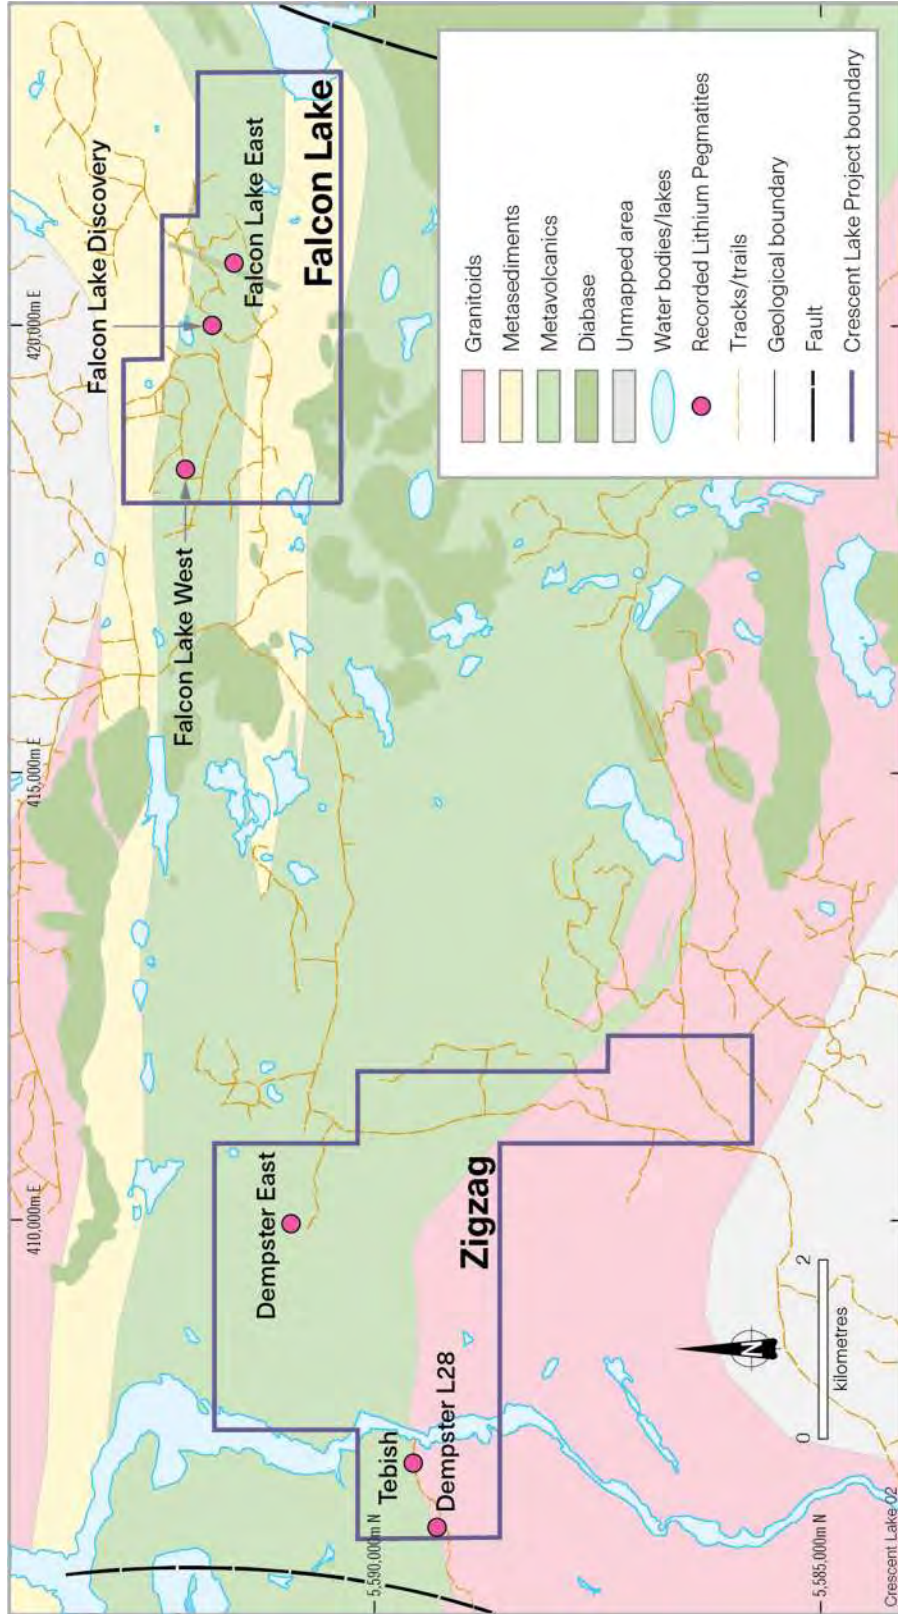 410,000m E
415,000m E
420,000m E
Falcon Lake Discovery
Falcon Lake West
Falcon Lake East
Falcon Lake
Dempster East
Tebish
Dempster L28
Zigzag
5,590,000m N
5,585,000m N
N
0
2
kilometres
Granitoids
Metasediments
Metavolcanics
Diabase
Unmapped area
Water bodies/lakes
Recorded Lithium Pegmatites
Tracks/trails
Geological boundary
Fault
Crescent Lake Project boundary
Crescent Lake 02